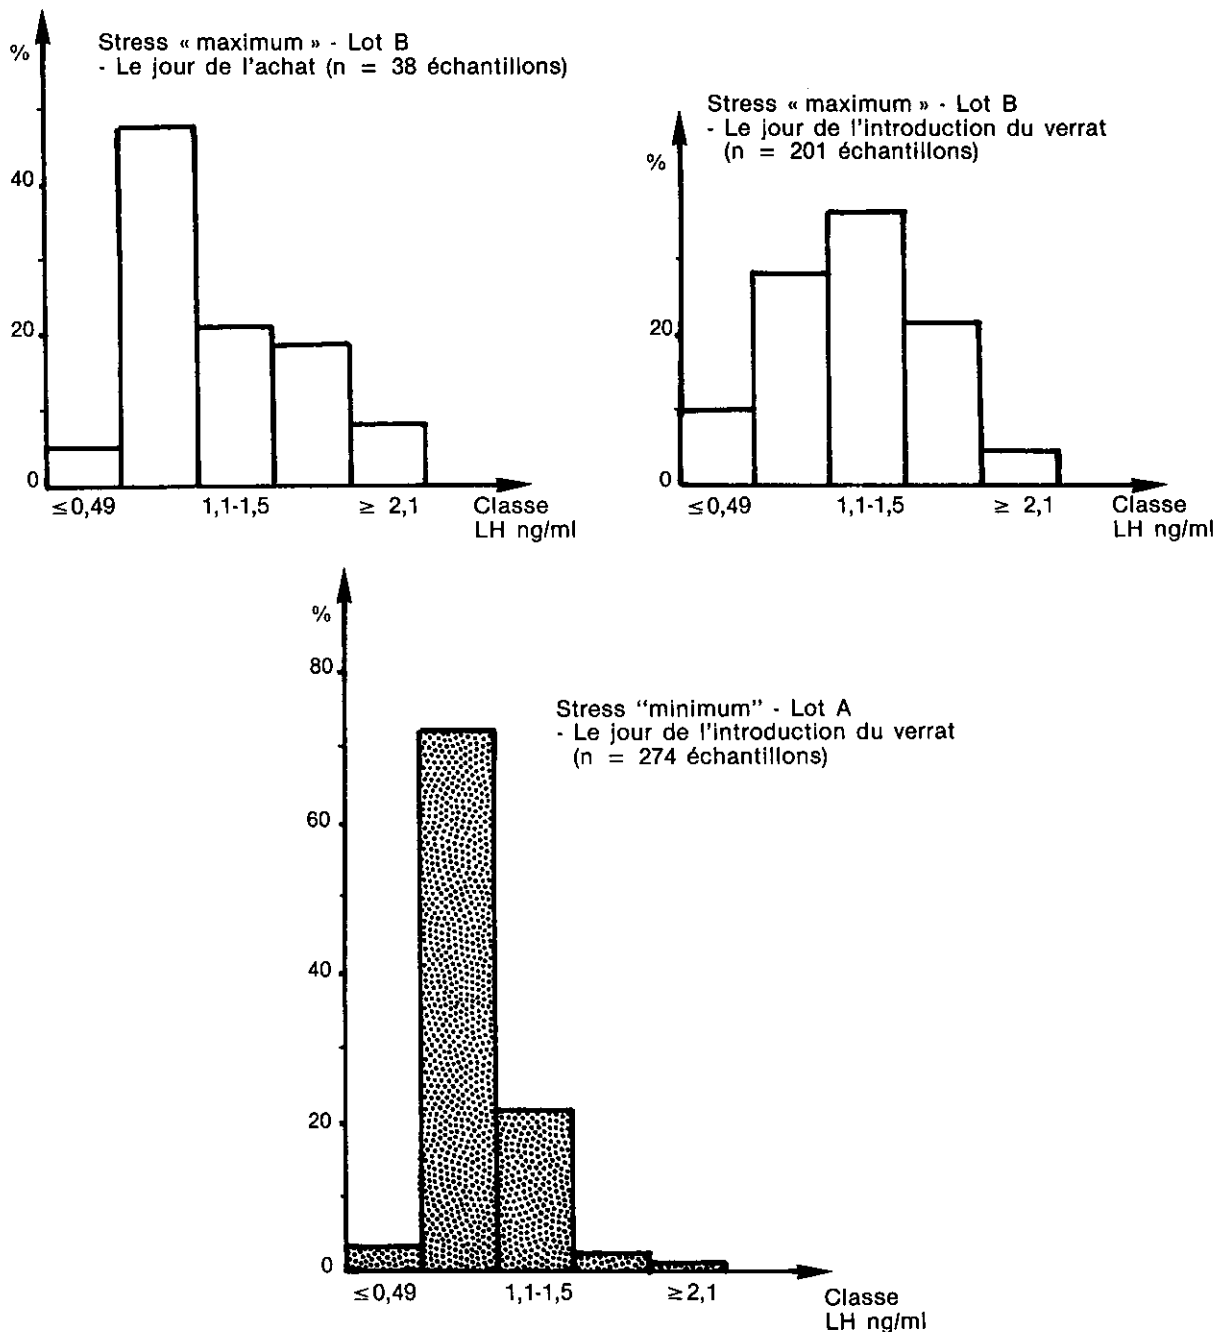 Stress « maximum » - Lot B
- Le jour de l'achat (n = 38 échantillons)
%
40
20
0
≤0,49 1,1-1,5 ≥ 2,1 Classe
LH ng/ml
Stress « maximum » - Lot B
- Le jour de l'introduction du verrat
(n = 201 échantillons)
%
20
0
≤0,49 1,1-1,5 ≥ 2,1 Classe
LH ng/ml
%
80
Stress “minimum” - Lot A
- Le jour de l'introduction du verrat
(n = 274 échantillons)
60
40
20
0
≤0,49 1,1-1,5 ≥2,1 Classe
LH ng/ml